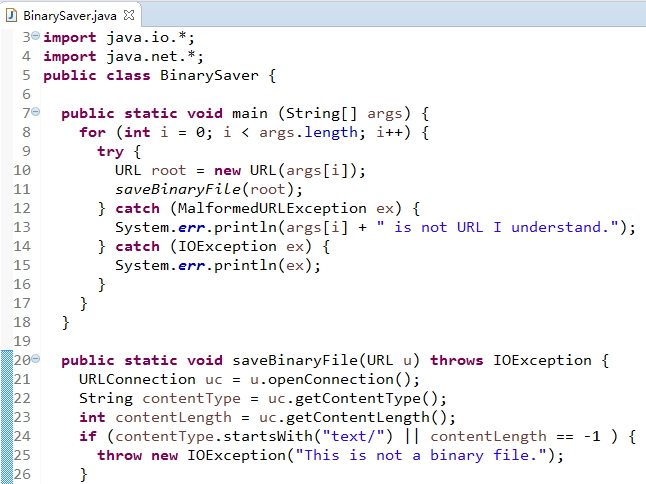 BinarySaver.java
3 import java.io.*;
4 import java.net.*;
5 public class BinarySaver {
6
7 public static void main (String[] args) {
8 for (int i = 0; i < args.length; i++) {
9 try {
10 URL root = new URL(args[i]);
11 saveBinaryFile(root);
12 } catch (MalformedURLException ex) {
13 System.err.println(args[i] + " is not URL I understand.");
14 } catch (IOException ex) {
15 System.err.println(ex);
16 }
17 }
18 }
19
20 public static void saveBinaryFile(URL u) throws IOException {
21 URLConnection uc = u.openConnection();
22 String contentType = uc.getContentType();
23 int contentLength = uc.getContentLength();
24 if (contentType.startsWith("text/") || contentLength == -1 ) {
25 throw new IOException("This is not a binary file.");
26 }